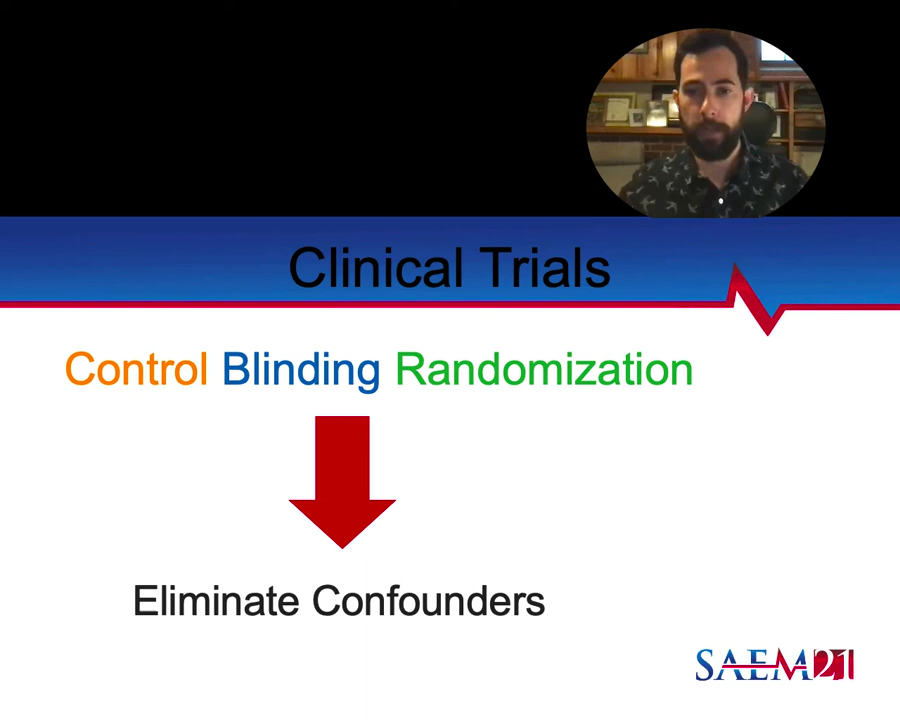 Clinical Trials
Control Blinding Randomization
Eliminate Confounders
SAEM21